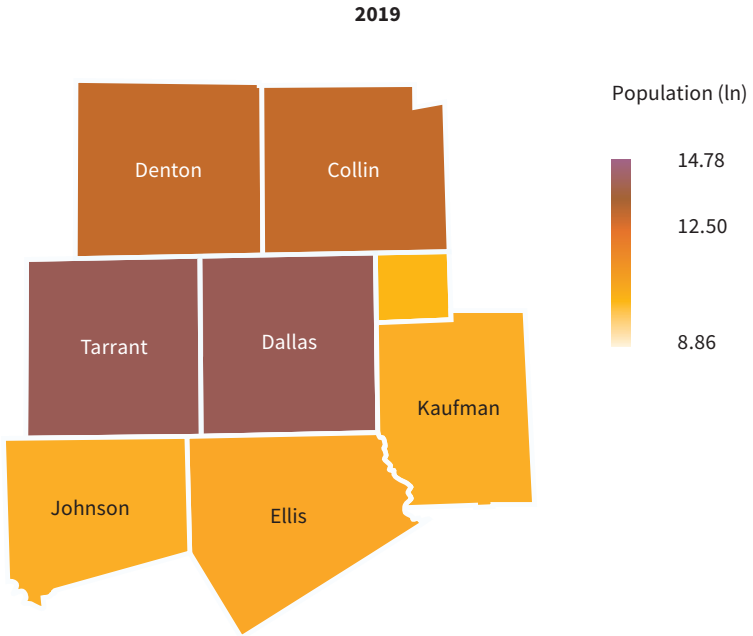 2019
Population (ln)
14.78
12.50
8.86
Denton
Collin
Tarrant
Dallas
Kaufman
Johnson
Ellis